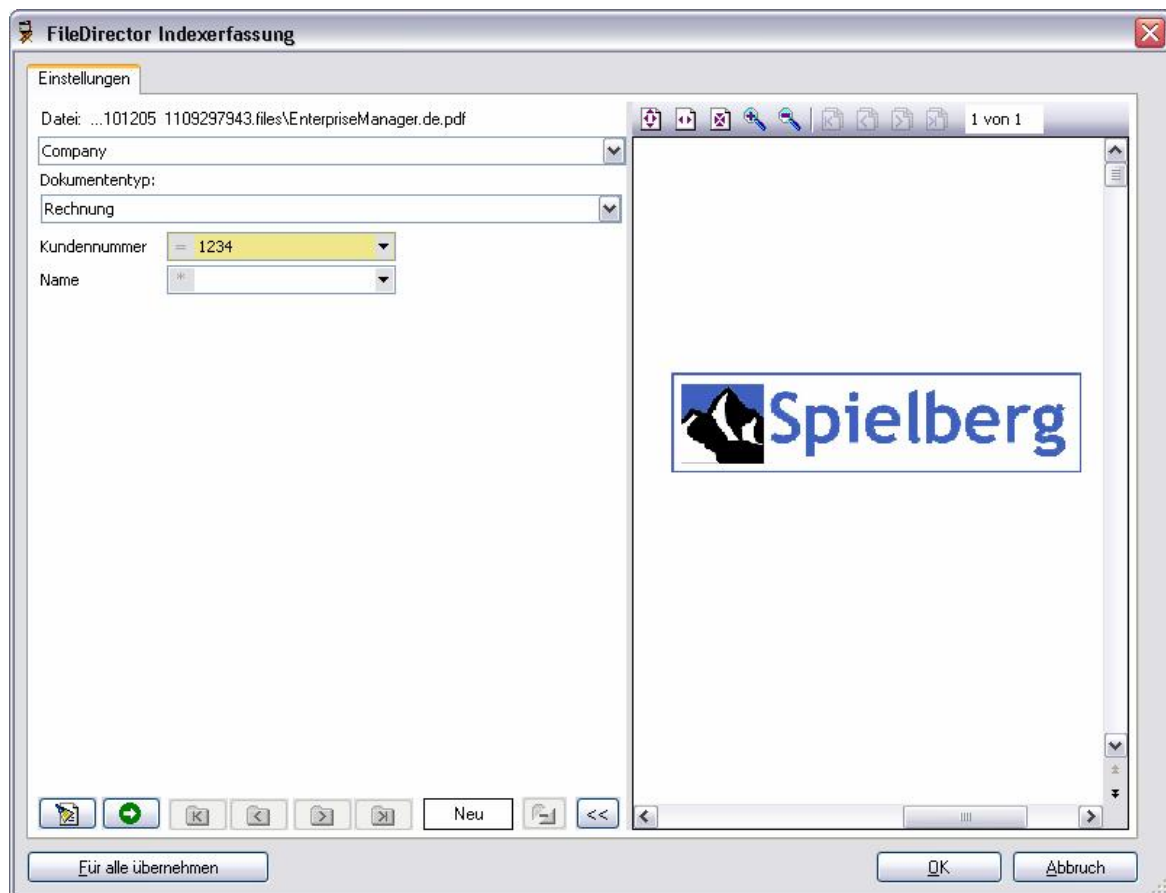 FileDirector Indexerfassung
Einstellungen
Datei: ...101205 1109297943.files\EnterpriseManager.de.pdf
1 von 1
Company
Dokumententyp:
Rechnung
Kundennummer = 1234
Name *
Spielberg
Neu <<
Für alle übernehmen OK Abbruch